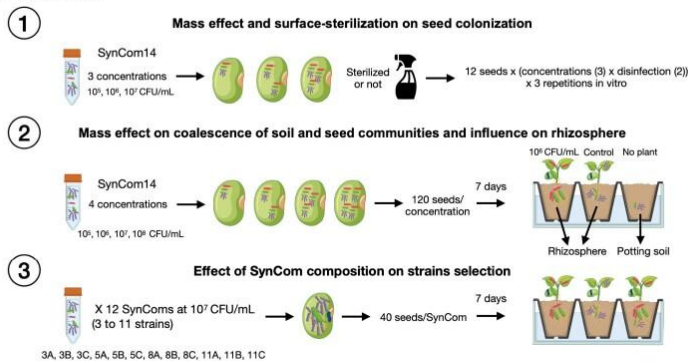 1
Mass effect and surface-sterilization on seed colonization
SynCom14
3 concentrations
10⁵, 10⁶, 10⁷ CFU/mL
Sterilized
or not
12 seeds x (concentrations (3) x disinfection (2))
x 3 repetitions in vitro
2
Mass effect on coalescence of soil and seed communities and influence on rhizosphere
10⁸ CFU/mL Control No plant
SynCom14
4 concentrations
10⁵, 10⁶, 10⁷, 10⁸ CFU/mL
120 seeds/
concentration
7 days
Rhizosphere
Potting soil
3
Effect of SynCom composition on strains selection
X 12 SynComs at 10⁷ CFU/mL
(3 to 11 strains)
40 seeds/SynCom
7 days
3A, 3B, 3C, 5A, 5B, 5C, 8A, 8B, 8C, 11A, 11B, 11C